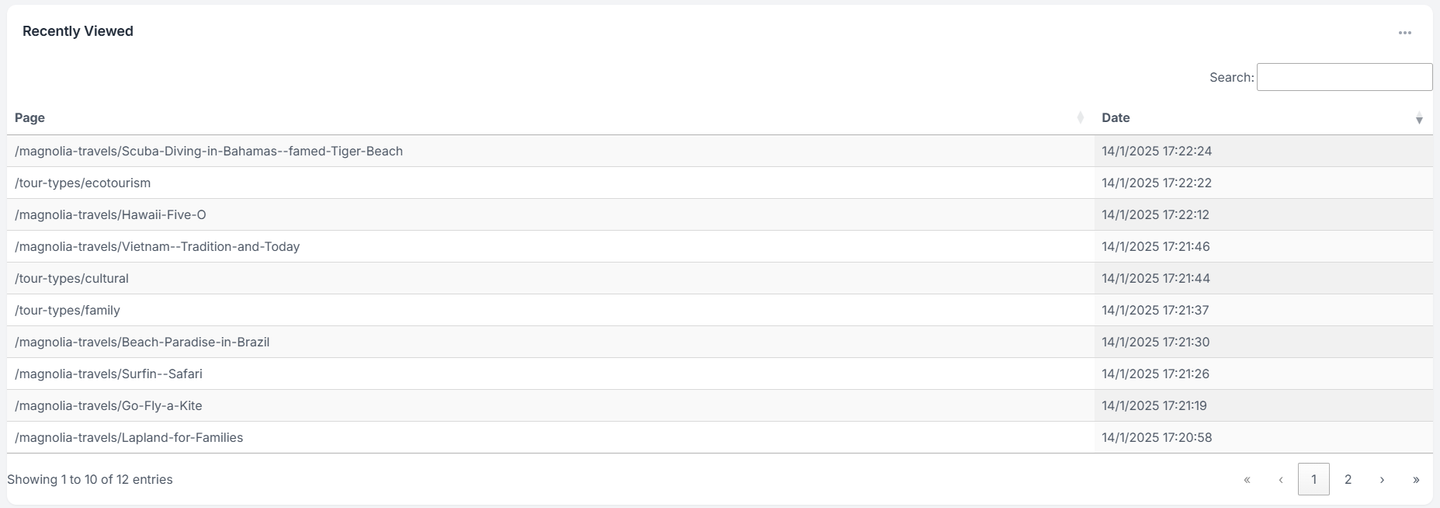 Recently Viewed
Search:
Page Date
/magnolia-travels/Scuba-Diving-in-Bahamas--famed-Tiger-Beach 14/1/2025 17:22:24
/tour-types/ecotourism 14/1/2025 17:22:22
/magnolia-travels/Hawaii-Five-O 14/1/2025 17:22:12
/magnolia-travels/Vietnam--Tradition-and-Today 14/1/2025 17:21:46
/tour-types/cultural 14/1/2025 17:21:44
/tour-types/family 14/1/2025 17:21:37
/magnolia-travels/Beach-Paradise-in-Brazil 14/1/2025 17:21:30
/magnolia-travels/Surfin--Safari 14/1/2025 17:21:26
/magnolia-travels/Go-Fly-a-Kite 14/1/2025 17:21:19
/magnolia-travels/Lapland-for-Families 14/1/2025 17:20:58
Showing 1 to 10 of 12 entries « ‹ 1 2 › »